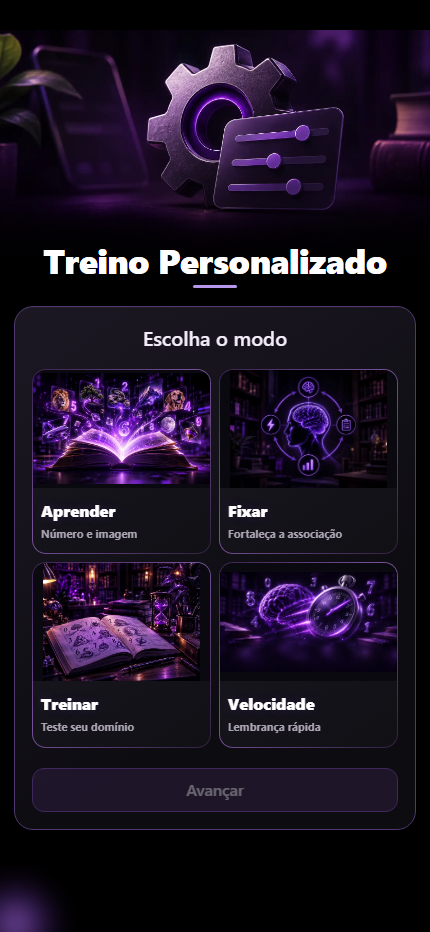 Treino Personalizado
Escolha o modo
Aprender
Número e imagem
Fixar
Fortaleça a associação
Treinar
Teste seu domínio
Velocidade
Lembrança rápida
Avançar